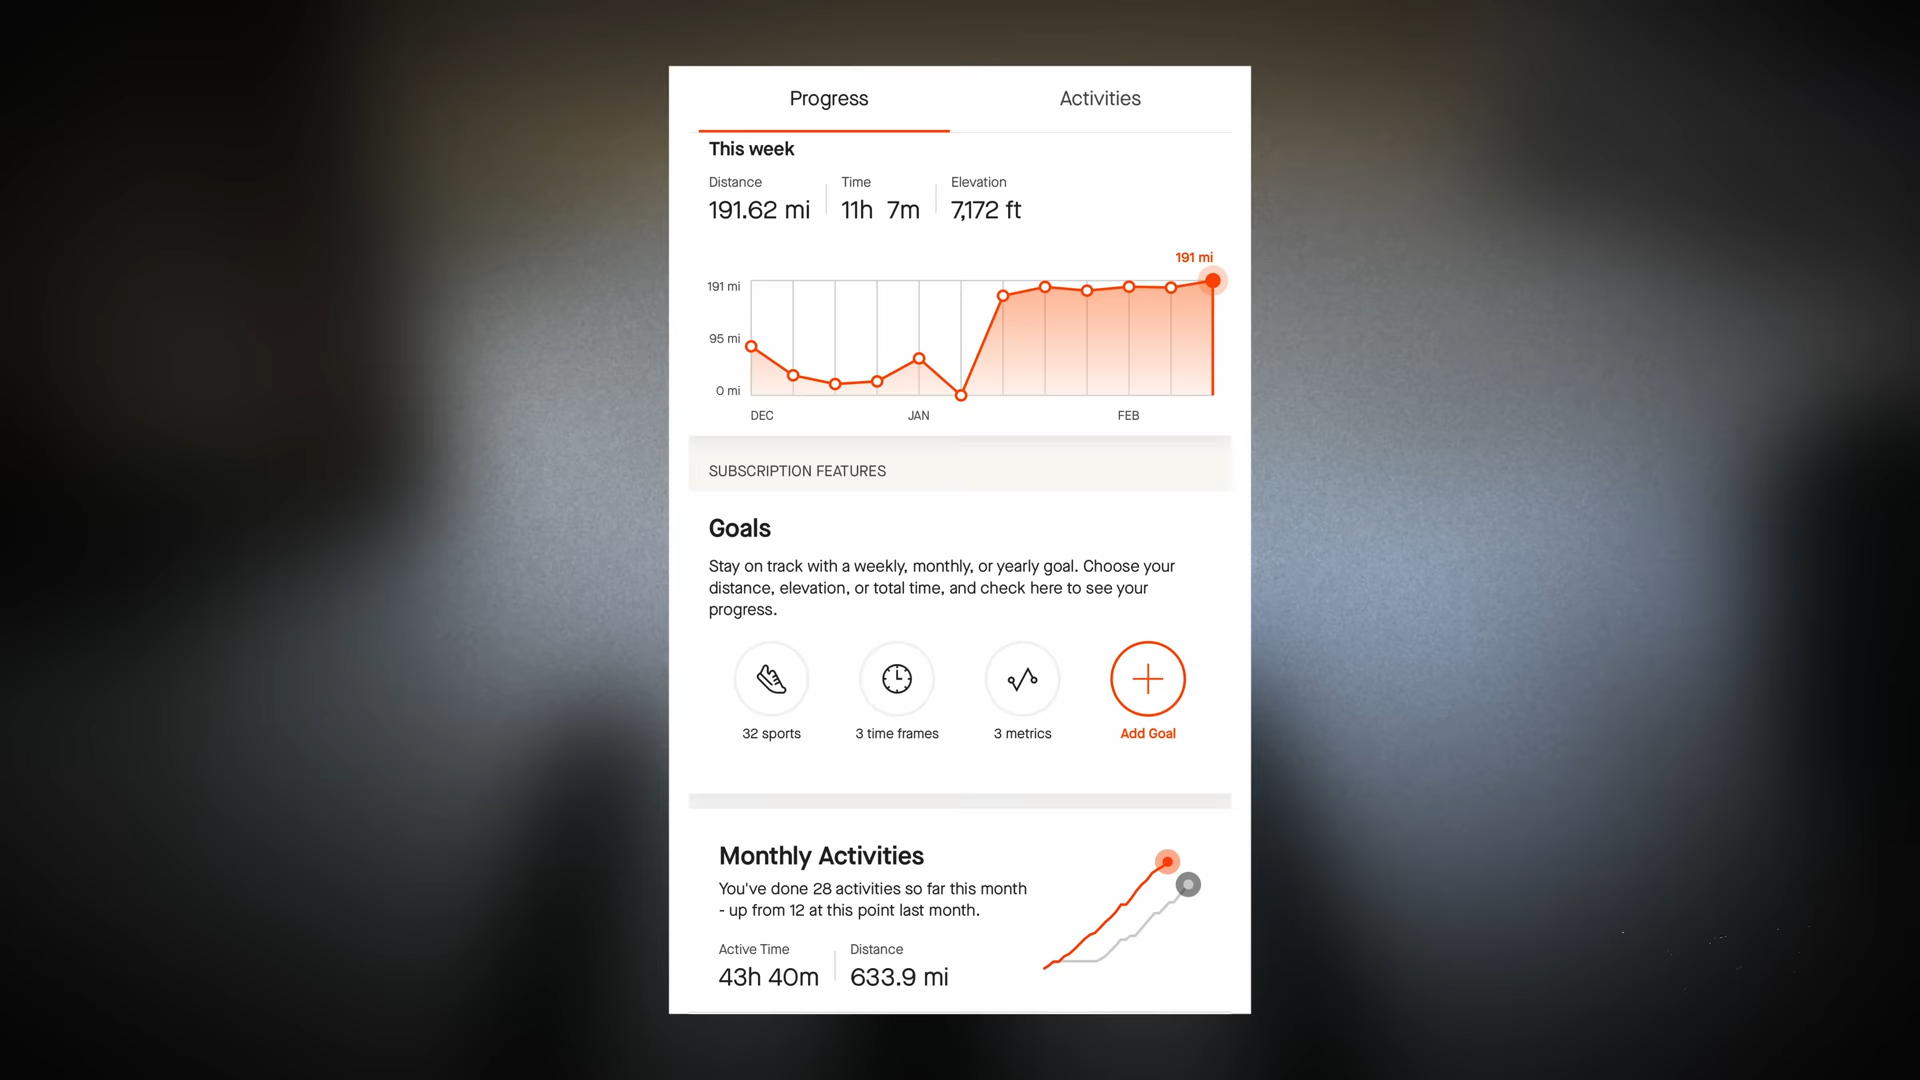 Progress
Activities
This week
Distance
Time
Elevation
191.62 mi
11h 7m
7,172 ft
191 mi
191 mi
95 mi
0 mi
DEC
JAN
FEB
SUBSCRIPTION FEATURES
Goals
Stay on track with a weekly, monthly, or yearly goal. Choose your
distance, elevation, or total time, and check here to see your
progress.
32 sports
3 time frames
3 metrics
Add Goal
Monthly Activities
You've done 28 activities so far this month
- up from 12 at this point last month.
Active Time
Distance
43h 40m
633.9 mi